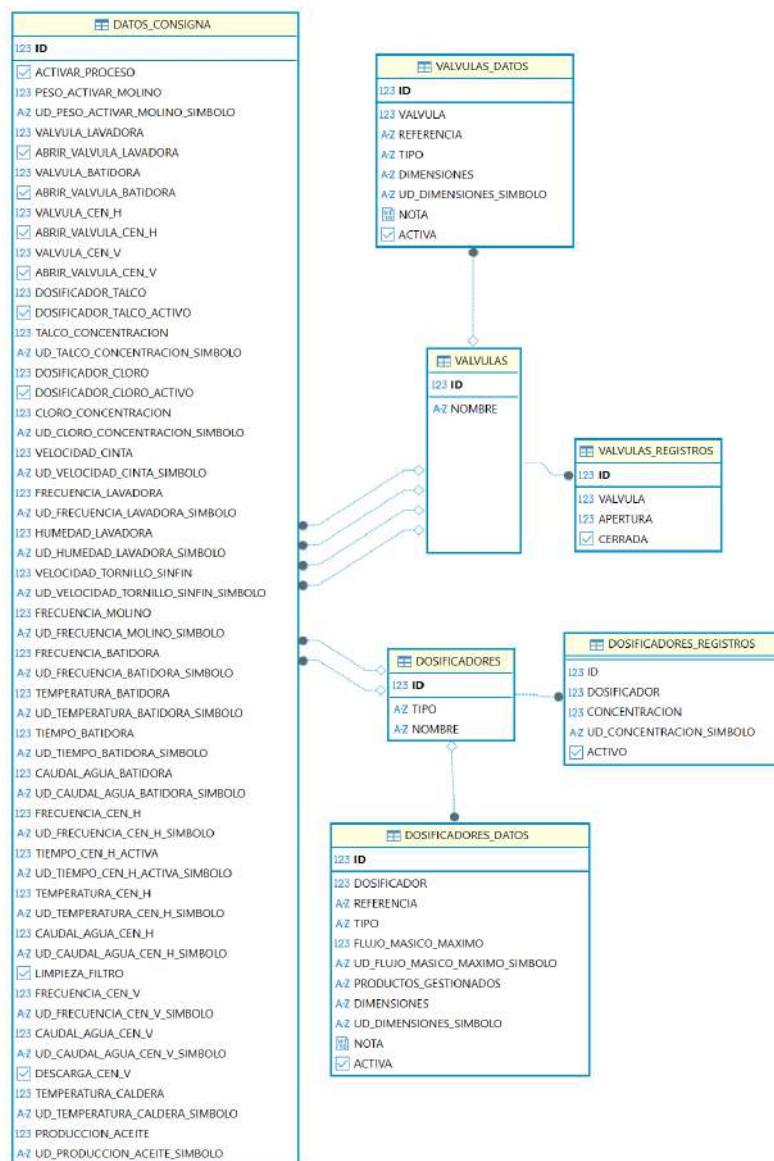 DATOS_CONSIGNA
123 ID
ACTIVAR_PROCESO
123 PESO_ACTIVAR_MOLINO
A-Z UD_PESO_ACTIVAR_MOLINO_SIMBOLO
123 VALVULA_LAVADORA
ABRIR_VALVULA_LAVADORA
123 VALVULA_BATIDORA
ABRIR_VALVULA_BATIDORA
123 VALVULA_CEN_H
ABRIR_VALVULA_CEN_H
123 VALVULA_CEN_V
ABRIR_VALVULA_CEN_V
123 DOSIFICADOR_TALCO
DOSIFICADOR_TALCO_ACTIVO
123 TALCO_CONCENTRACION
A-Z UD_TALCO_CONCENTRACION_SIMBOLO
123 DOSIFICADOR_CLORO
DOSIFICADOR_CLORO_ACTIVO
123 CLORO_CONCENTRACION
A-Z UD_CLORO_CONCENTRACION_SIMBOLO
123 VELOCIDAD_CINTA
A-Z UD_VELOCIDAD_CINTA_SIMBOLO
123 FRECUENCIA_LAVADORA
A-Z UD_FRECUENCIA_LAVADORA_SIMBOLO
123 HUMEDAD_LAVADORA
A-Z UD_HUMEDAD_LAVADORA_SIMBOLO
123 VELOCIDAD_TORNILLO_SINFIN
A-Z UD_VELOCIDAD_TORNILLO_SINFIN_SIMBOLO
123 FRECUENCIA_MOLINO
A-Z UD_FRECUENCIA_MOLINO_SIMBOLO
123 FRECUENCIA_BATIDORA
A-Z UD_FRECUENCIA_BATIDORA_SIMBOLO
123 TEMPERATURA_BATIDORA
A-Z UD_TEMPERATURA_BATIDORA_SIMBOLO
123 TIEMPO_BATIDORA
A-Z UD_TIEMPO_BATIDORA_SIMBOLO
123 CAUDAL_AGUA_BATIDORA
A-Z UD_CAUDAL_AGUA_BATIDORA_SIMBOLO
123 FRECUENCIA_CEN_H
A-Z UD_FRECUENCIA_CEN_H_SIMBOLO
123 TIEMPO_CEN_H_ACTIVA
A-Z UD_TIEMPO_CEN_H_ACTIVA_SIMBOLO
123 TEMPERATURA_CEN_H
A-Z UD_TEMPERATURA_CEN_H_SIMBOLO
123 CAUDAL_AGUA_CEN_H
A-Z UD_CAUDAL_AGUA_CEN_H_SIMBOLO
LIMPIEZA_FILTRO
123 FRECUENCIA_CEN_V
A-Z UD_FRECUENCIA_CEN_V_SIMBOLO
123 CAUDAL_AGUA_CEN_V
A-Z UD_CAUDAL_AGUA_CEN_V_SIMBOLO
DESCARGA_CEN_V
123 TEMPERATURA_CALDERA
A-Z UD_TEMPERATURA_CALDERA_SIMBOLO
123 PRODUCCION_ACEITE
A-Z UD_PRODUCCION_ACEITE_SIMBOLO
VALVULAS_DATOS
123 ID
123 VALVULA
A-Z REFERENCIA
A-Z TIPO
A-Z DIMENSIONES
A-Z UD_DIMENSIONES_SIMBOLO
NOTA
ACTIVA
VALVULAS
123 ID
A-Z NOMBRE
VALVULAS_REGISTROS
123 ID
123 VALVULA
123 APERTURA
CERRADA
DOSIFICADORES
123 ID
A-Z TIPO
A-Z NOMBRE
DOSIFICADORES_REGISTROS
123 ID
123 DOSIFICADOR
123 CONCENTRACION
A-Z UD_CONCENTRACION_SIMBOLO
ACTIVO
DOSIFICADORES_DATOS
123 ID
123 DOSIFICADOR
A-Z REFERENCIA
A-Z TIPO
123 FLUJO_MASICO_MAXIMO
A-Z UD_FLUJO_MASICO_MAXIMO_SIMBOLO
A-Z PRODUCTOS_GESTIONADOS
A-Z DIMENSIONES
A-Z UD_DIMENSIONES_SIMBOLO
NOTA
ACTIVA